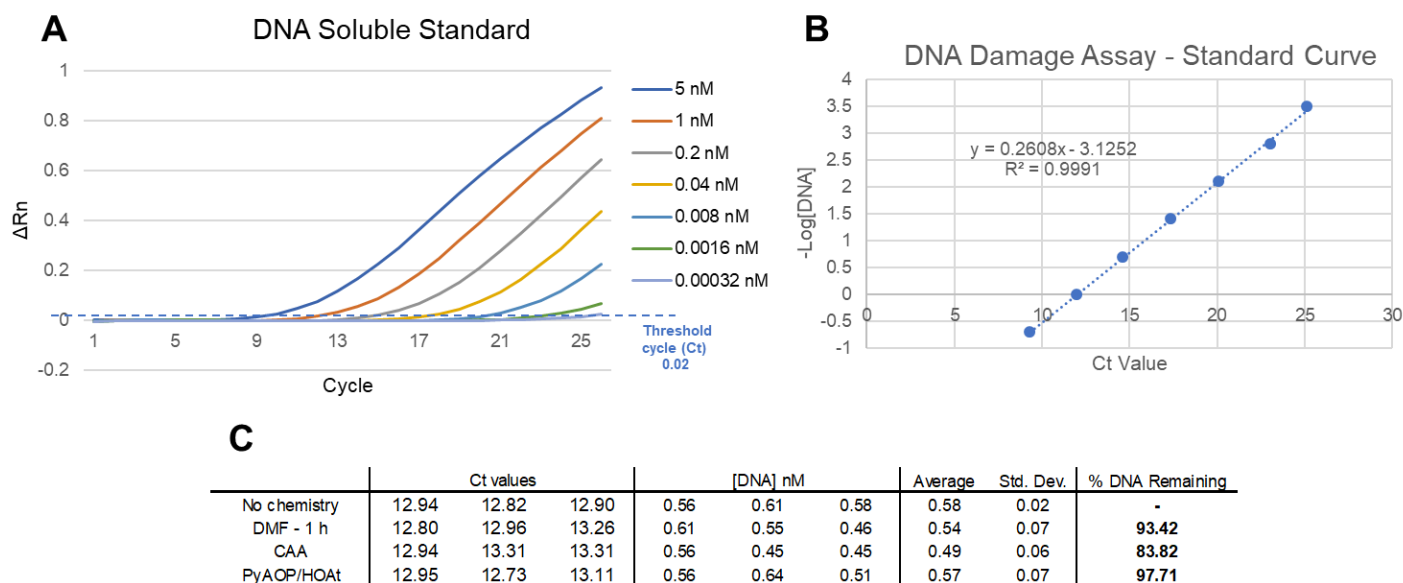 A
DNA Soluble Standard
1
0.8
0.6
0.4
0.2
0
-0.2
ΔRn
1 5 9 13 17 21 25
Cycle
5 nM
1 nM
0.2 nM
0.04 nM
0.008 nM
0.0016 nM
0.00032 nM
Threshold
cycle (Ct)
0.02
B
DNA Damage Assay - Standard Curve
4
3.5
3
2.5
2
1.5
1
0.5
0
-0.5
-1
-Log[DNA]
y = 0.2608x - 3.1252
R² = 0.9991
0 5 10 15 20 25 30
Ct Value
C
Ct values [DNA] nM Average Std. Dev. % DNA Remaining
No chemistry 12.94 12.82 12.90 0.56 0.61 0.58 0.58 0.02 -
DMF - 1 h 12.80 12.96 13.26 0.61 0.55 0.46 0.54 0.07 93.42
CAA 12.94 13.31 13.31 0.56 0.45 0.45 0.49 0.06 83.82
PyAOP/HOAt 12.95 12.73 13.11 0.56 0.64 0.51 0.57 0.07 97.71